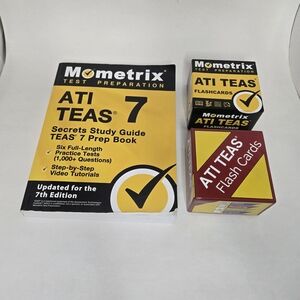 Mometrix
TEST PREPARATION
ATI
TEAS® 7
Secrets Study Guide
TEAS® 7 Prep Book
Six Full-Length
Practice Tests
(1,000+ Questions)
Step-by-Step
Video Tutorials
Updated for the
7th Edition
Mometrix
TEST PREPARATION
ATI TEAS®
FLASHCARDS
Mometrix
ATI TEAS
FLASHCARDS
ATI TEAS
Flash Cards